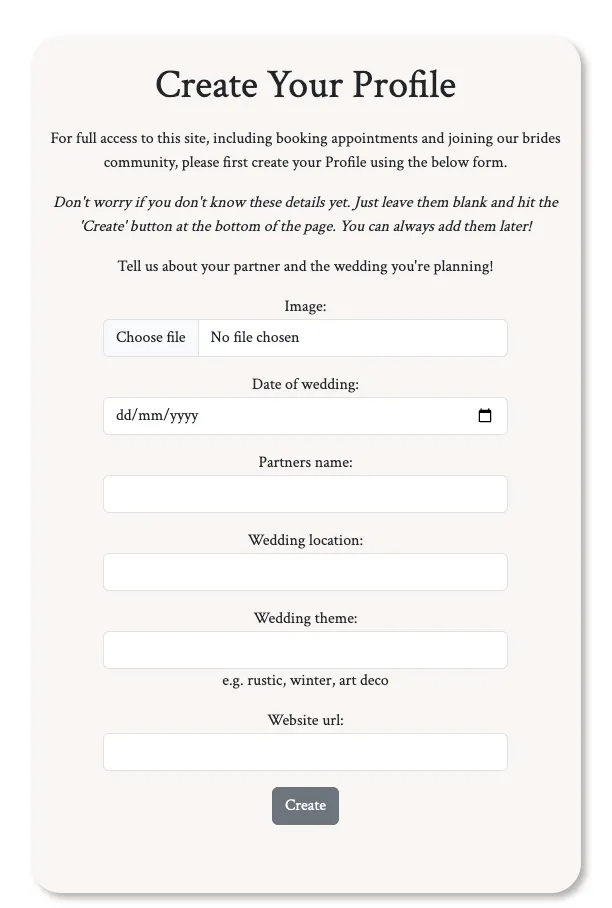 Create Your Profile
For full access to this site, including booking appointments and joining our brides
community, please first create your Profile using the below form.
Don't worry if you don't know these details yet. Just leave them blank and hit the
'Create' button at the bottom of the page. You can always add them later!
Tell us about your partner and the wedding you're planning!
Image:
Choose file No file chosen
Date of wedding:
dd/mm/yyyy
Partners name:
Wedding location:
Wedding theme:
e.g. rustic, winter, art deco
Website url:
Create